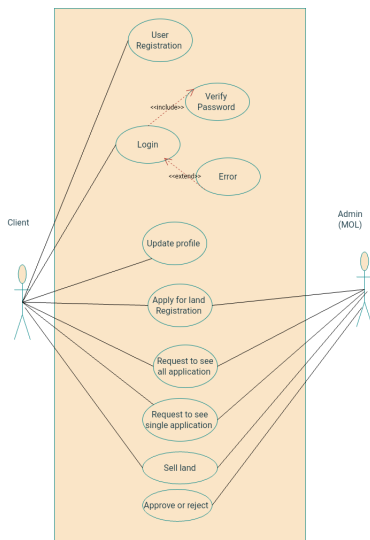 User
Registration
Verify
Password
<<include>>
Login
<<extend>>
Error
Client
Admin
(MOL)
Update profile
Apply for land
Registration
Request to see
all application
Request to see
single application
Sell land
Approve or reject